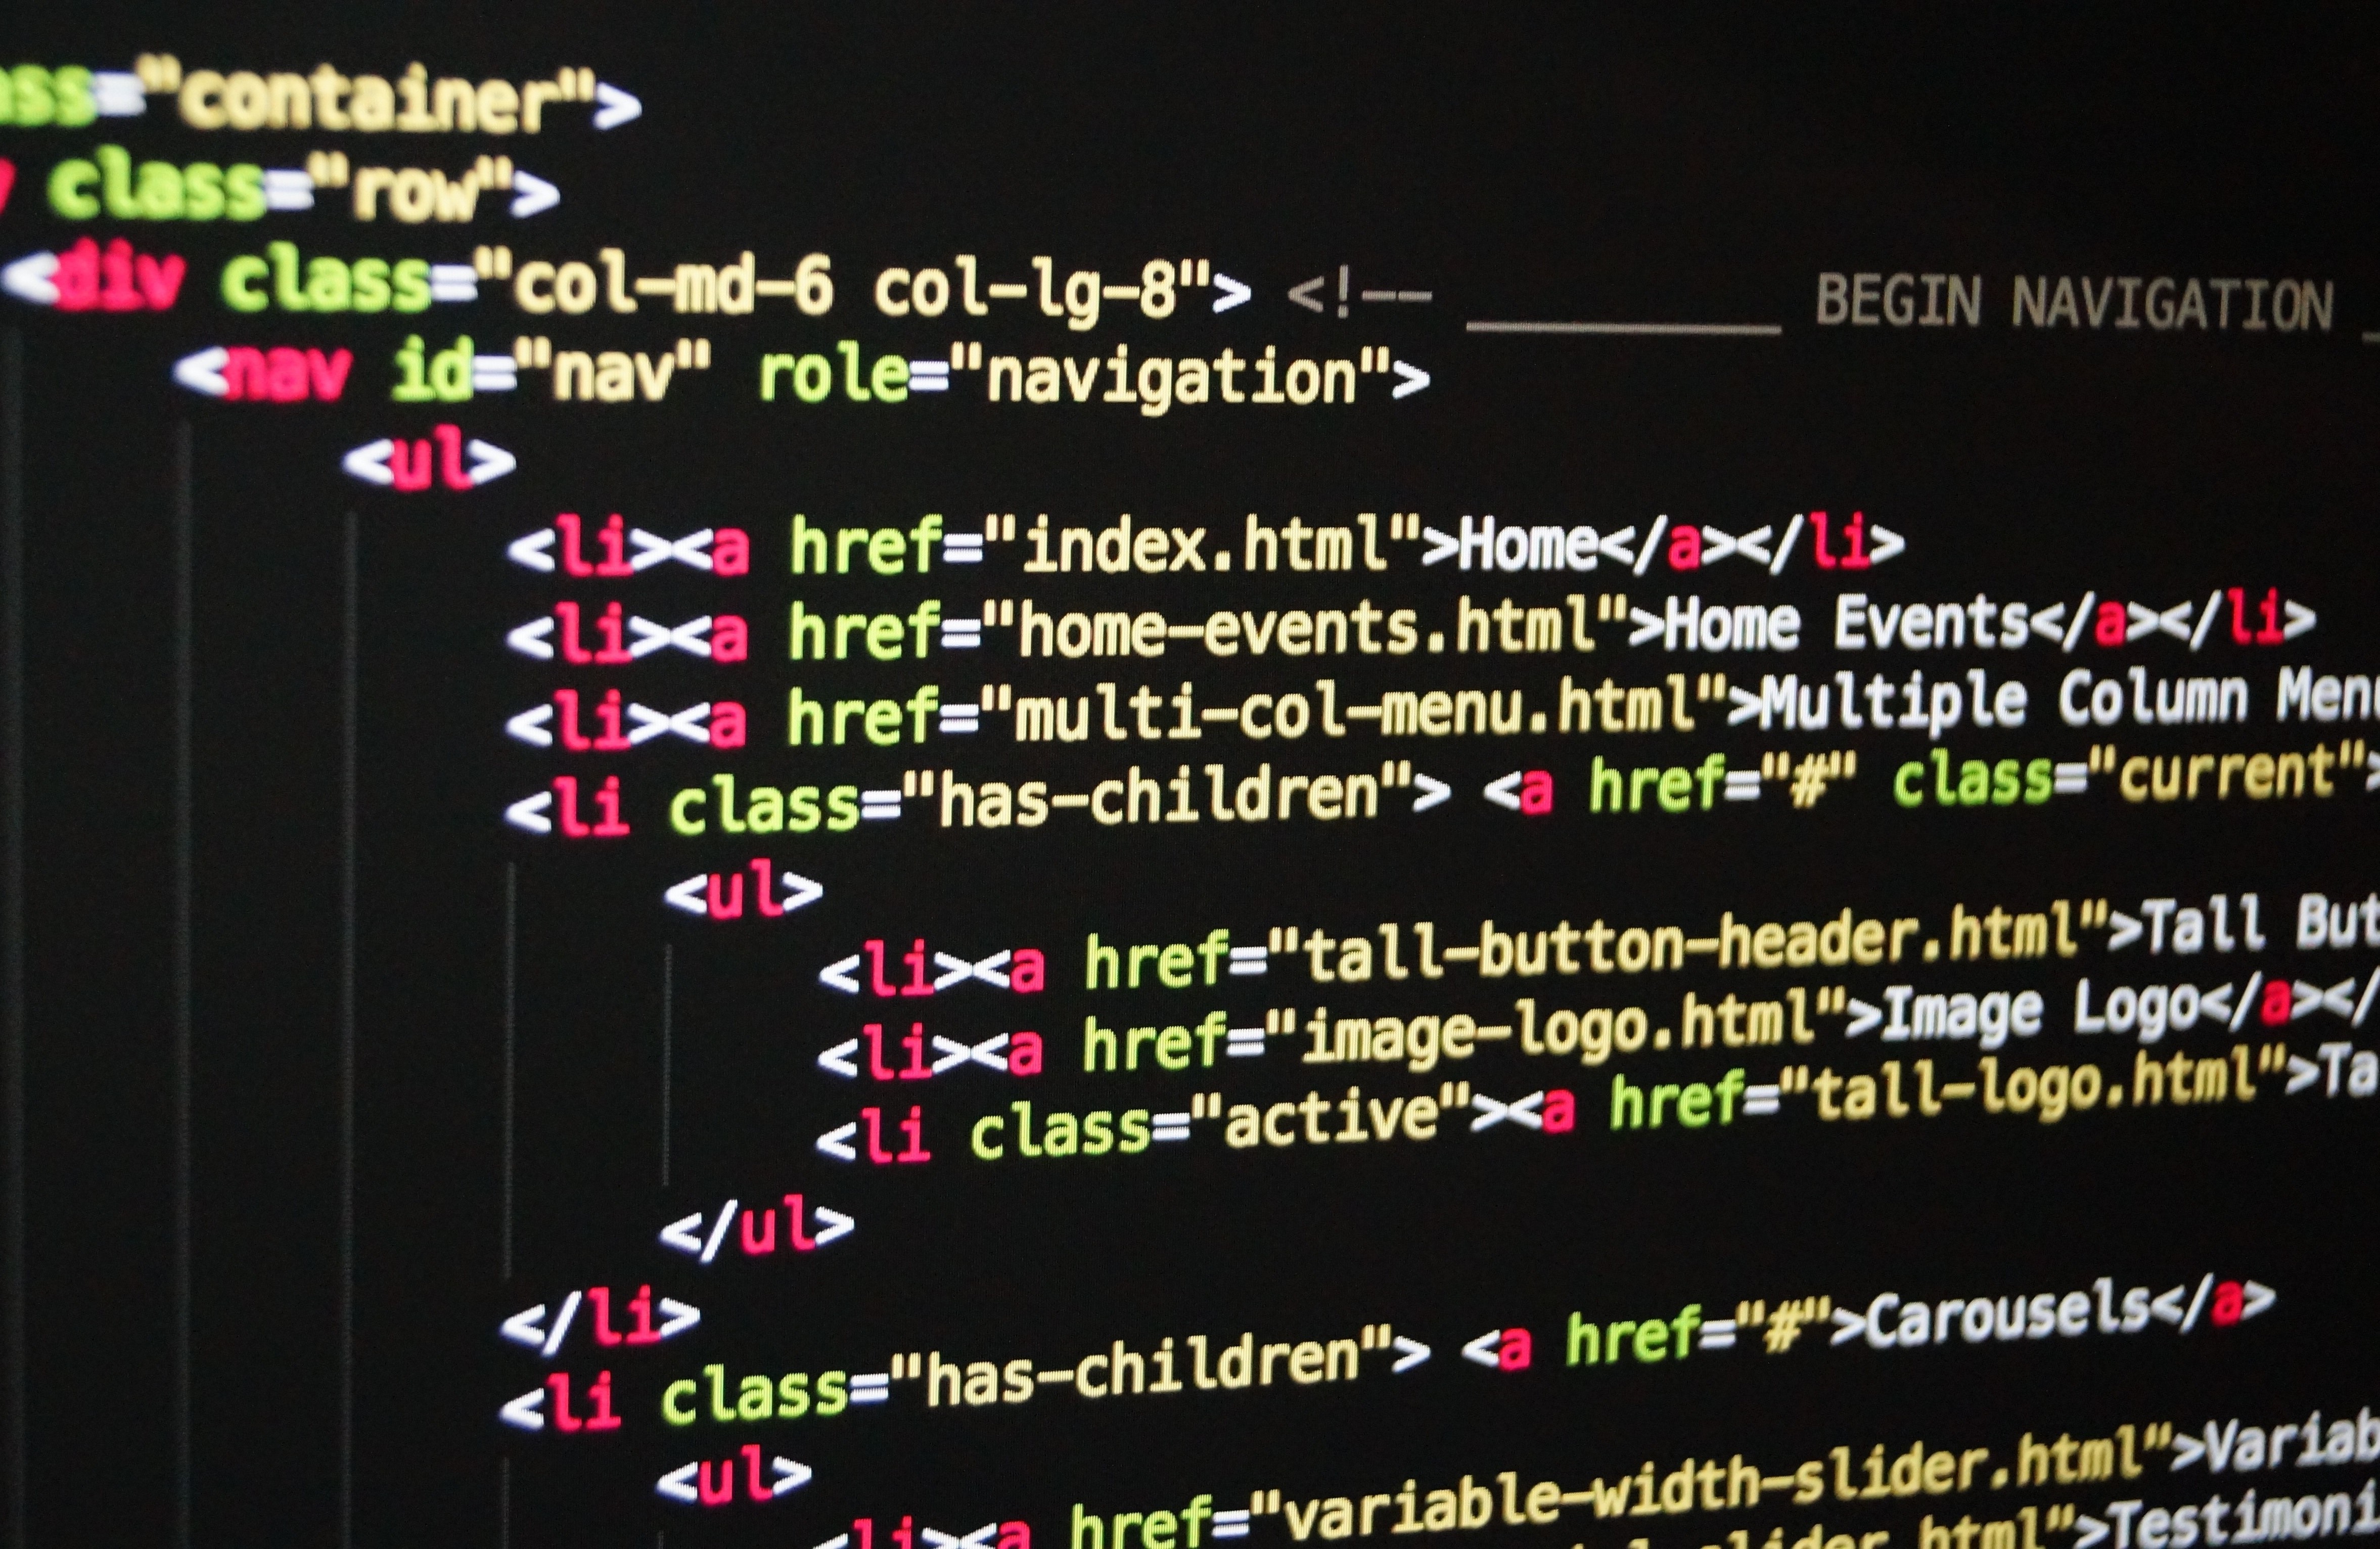 ass="container">
class="row">
<div class="col-md-6 col-lg-8"> <!-- _________ BEGIN NAVIGATION _
<nav id="nav" role="navigation">
<ul>
<li><a href="index.html">Home</a></li>
<li><a href="home-events.html">Home Events</a></li>
<li><a href="multi-col-menu.html">Multiple Column Men
<li class="has-children"> <a href="#" class="current">
<ul>
<li><a href="tall-button-header.html">Tall But
<li><a href="image-logo.html">Image Logo</a></
<li class="active"><a href="tall-logo.html">Ta
</ul>
</li>
<li class="has-children"> <a href="#">Carousels</a>
<ul>
<li><a href="variable-width-slider.html">Variab
slider.html">Testimoni